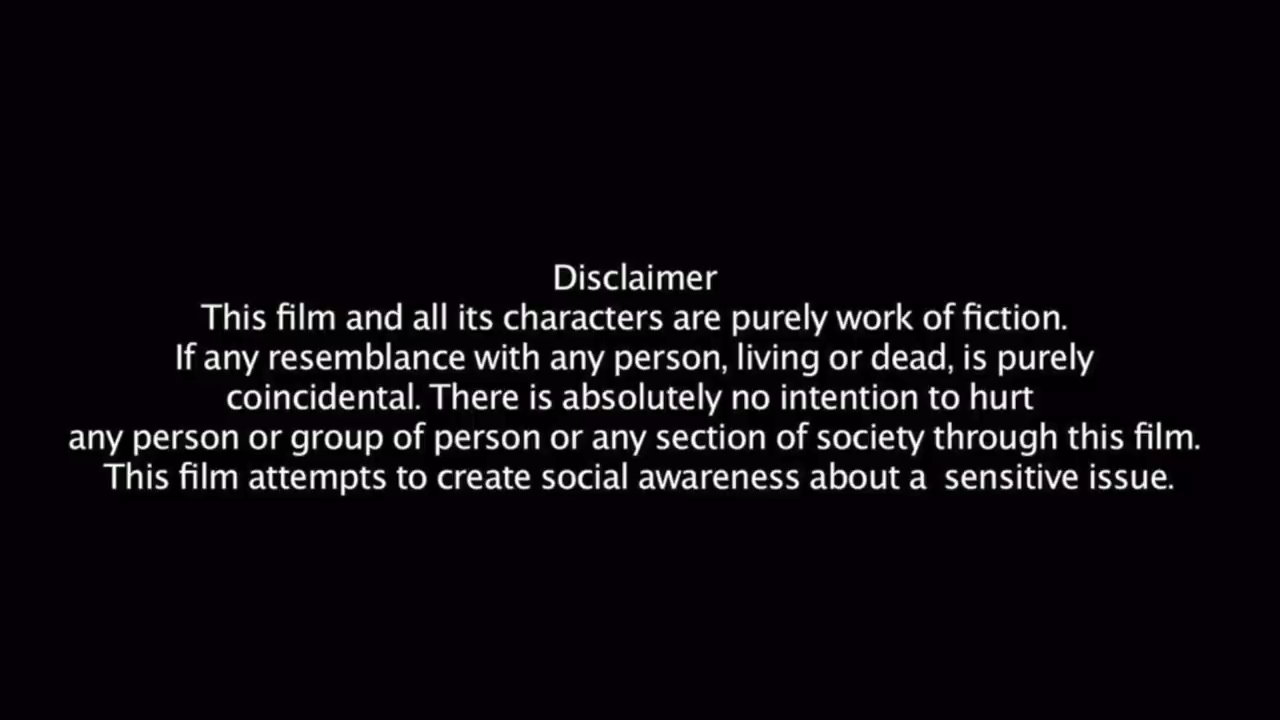 Disclaimer
This film and all its characters are purely work of fiction.
If any resemblance with any person, living or dead, is purely
coincidental. There is absolutely no intention to hurt
any person or group of person or any section of society through this film.
This film attempts to create social awareness about a  sensitive issue.